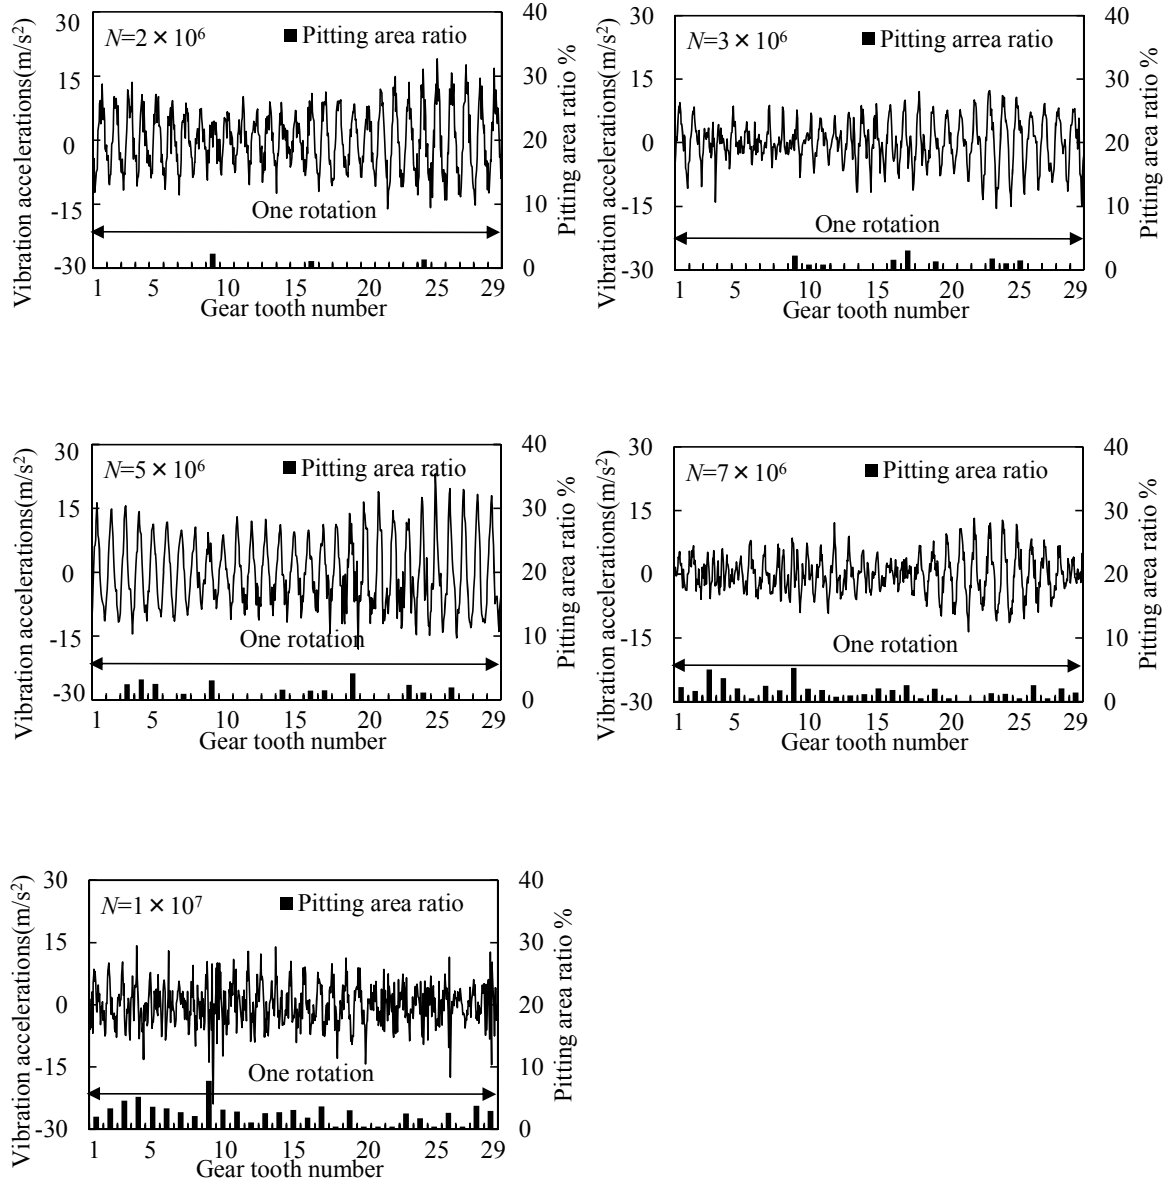 N=2×10⁶
■ Pitting area ratio
Vibration accelerations(m/s²)
30
15
0
-15
-30
40
30
20
10
0
Pitting area ratio %
One rotation
1 5 10 15 20 25 29
Gear tooth number
N=3×10⁶
■ Pitting arrea ratio
Vibration accelerations(m/s²)
30
15
0
-15
-30
40
30
20
10
0
Pitting area ratio %
One rotation
1 5 10 15 20 25 29
Gear tooth number
N=5×10⁶
■ Pitting area ratio
Vibration accelerations(m/s²)
30
15
0
-15
-30
40
30
20
10
0
Pitting area ratio %
One rotation
1 5 10 15 20 25 29
Gear tooth number
N=7×10⁶
■ Pitting area ratio
Vibration accelerations(m/s²)
30
15
0
-15
-30
40
30
20
10
0
Pitting area ratio %
One rotation
1 5 10 15 20 25 29
Gear tooth number
N=1×10⁷
■ Pitting area ratio
Vibration accelerations(m/s²)
30
15
0
-15
-30
40
30
20
10
0
Pitting area ratio %
One rotation
1 5 10 15 20 25 29
Gear tooth number